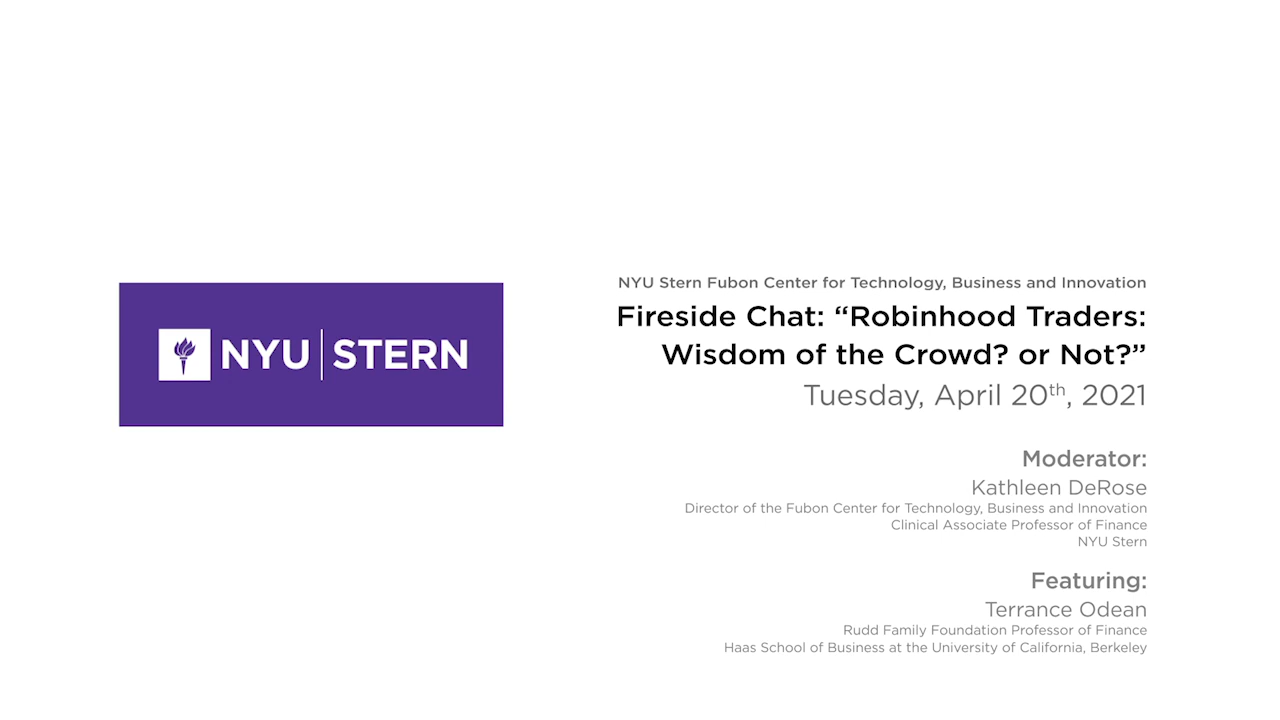 NYU STERN
NYU Stern Fubon Center for Technology, Business and Innovation
Fireside Chat: “Robinhood Traders:
Wisdom of the Crowd? or Not?”
Tuesday, April 20th, 2021
Moderator:
Kathleen DeRose
Director of the Fubon Center for Technology, Business and Innovation
Clinical Associate Professor of Finance
NYU Stern
Featuring:
Terrance Odean
Rudd Family Foundation Professor of Finance
Haas School of Business at the University of California, Berkeley